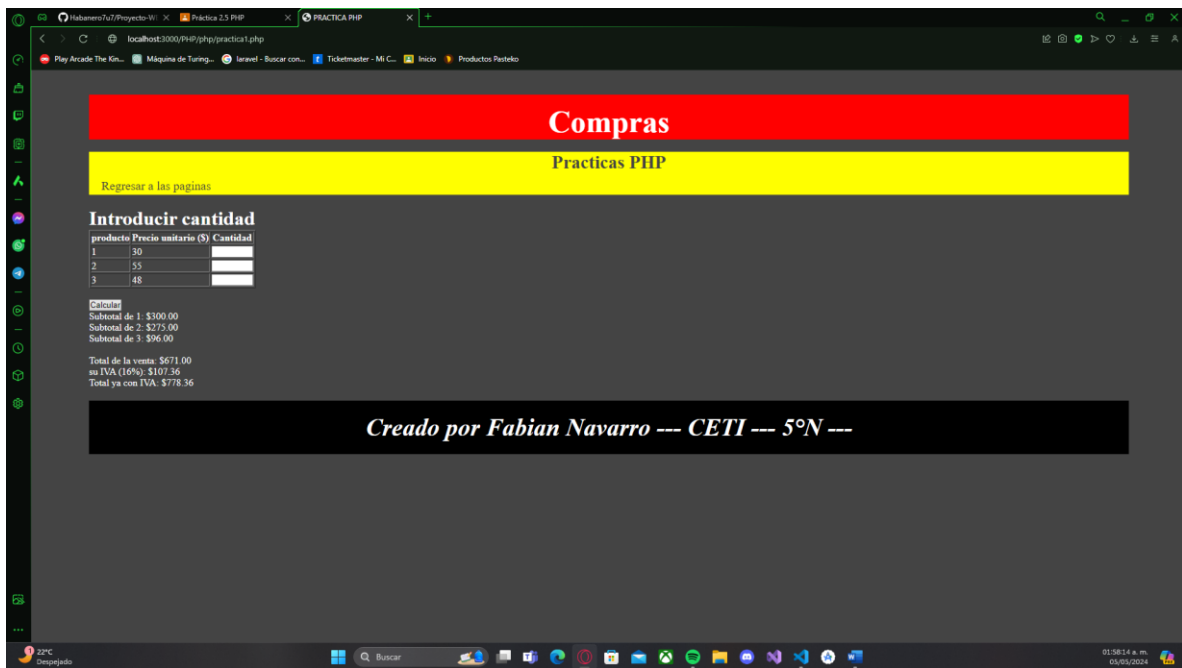 Habanero7u7/Proyecto-W
Práctica 2.5 PHP
PRACTICA PHP
localhost:3000/PHP/php/practica1.php
Play Arcade The Kin...
Máquina de Turing...
laravel - Buscar con...
Ticketmaster - Mi C...
Inicio
Productos Pasteko
Compras
Practicas PHP
Regresar a las paginas
Introducir cantidad
producto Precio unitario ($) Cantidad
1 30
2 55
3 48
Calcular
Subtotal de 1: $300.00
Subtotal de 2: $275.00
Subtotal de 3: $96.00
Total de la venta: $671.00
su IVA (16%): $107.36
Total ya con IVA: $778.36
Creado por Fabian Navarro --- CETI --- 5°N ---
1
22°C
Despejado
Buscar
01:58:14 a. m.
05/05/2024